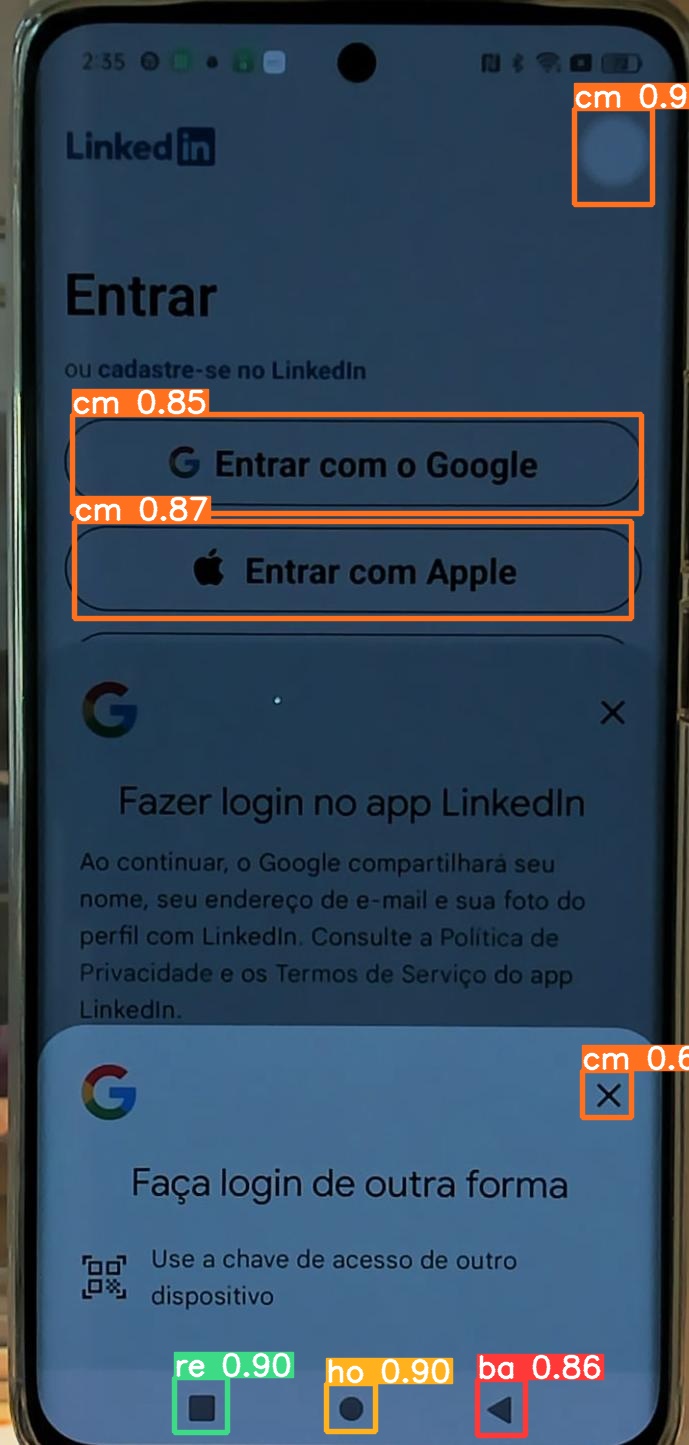 2:35
cm 0.9
Linked in
Entrar
ou cadastre-se no LinkedIn
cm 0.85
G Entrar com o Google
cm 0.87
Entrar com Apple
G
Fazer login no app LinkedIn
Ao continuar, o Google compartilhará seu
nome, seu endereço de e-mail e sua foto do
perfil com LinkedIn. Consulte a Política de
Privacidade e os Termos de Serviço do app
LinkedIn.
cm 0.6
G
Faça login de outra forma
Use a chave de acesso de outro
dispositivo
re 0.90
ho 0.90
ba 0.86